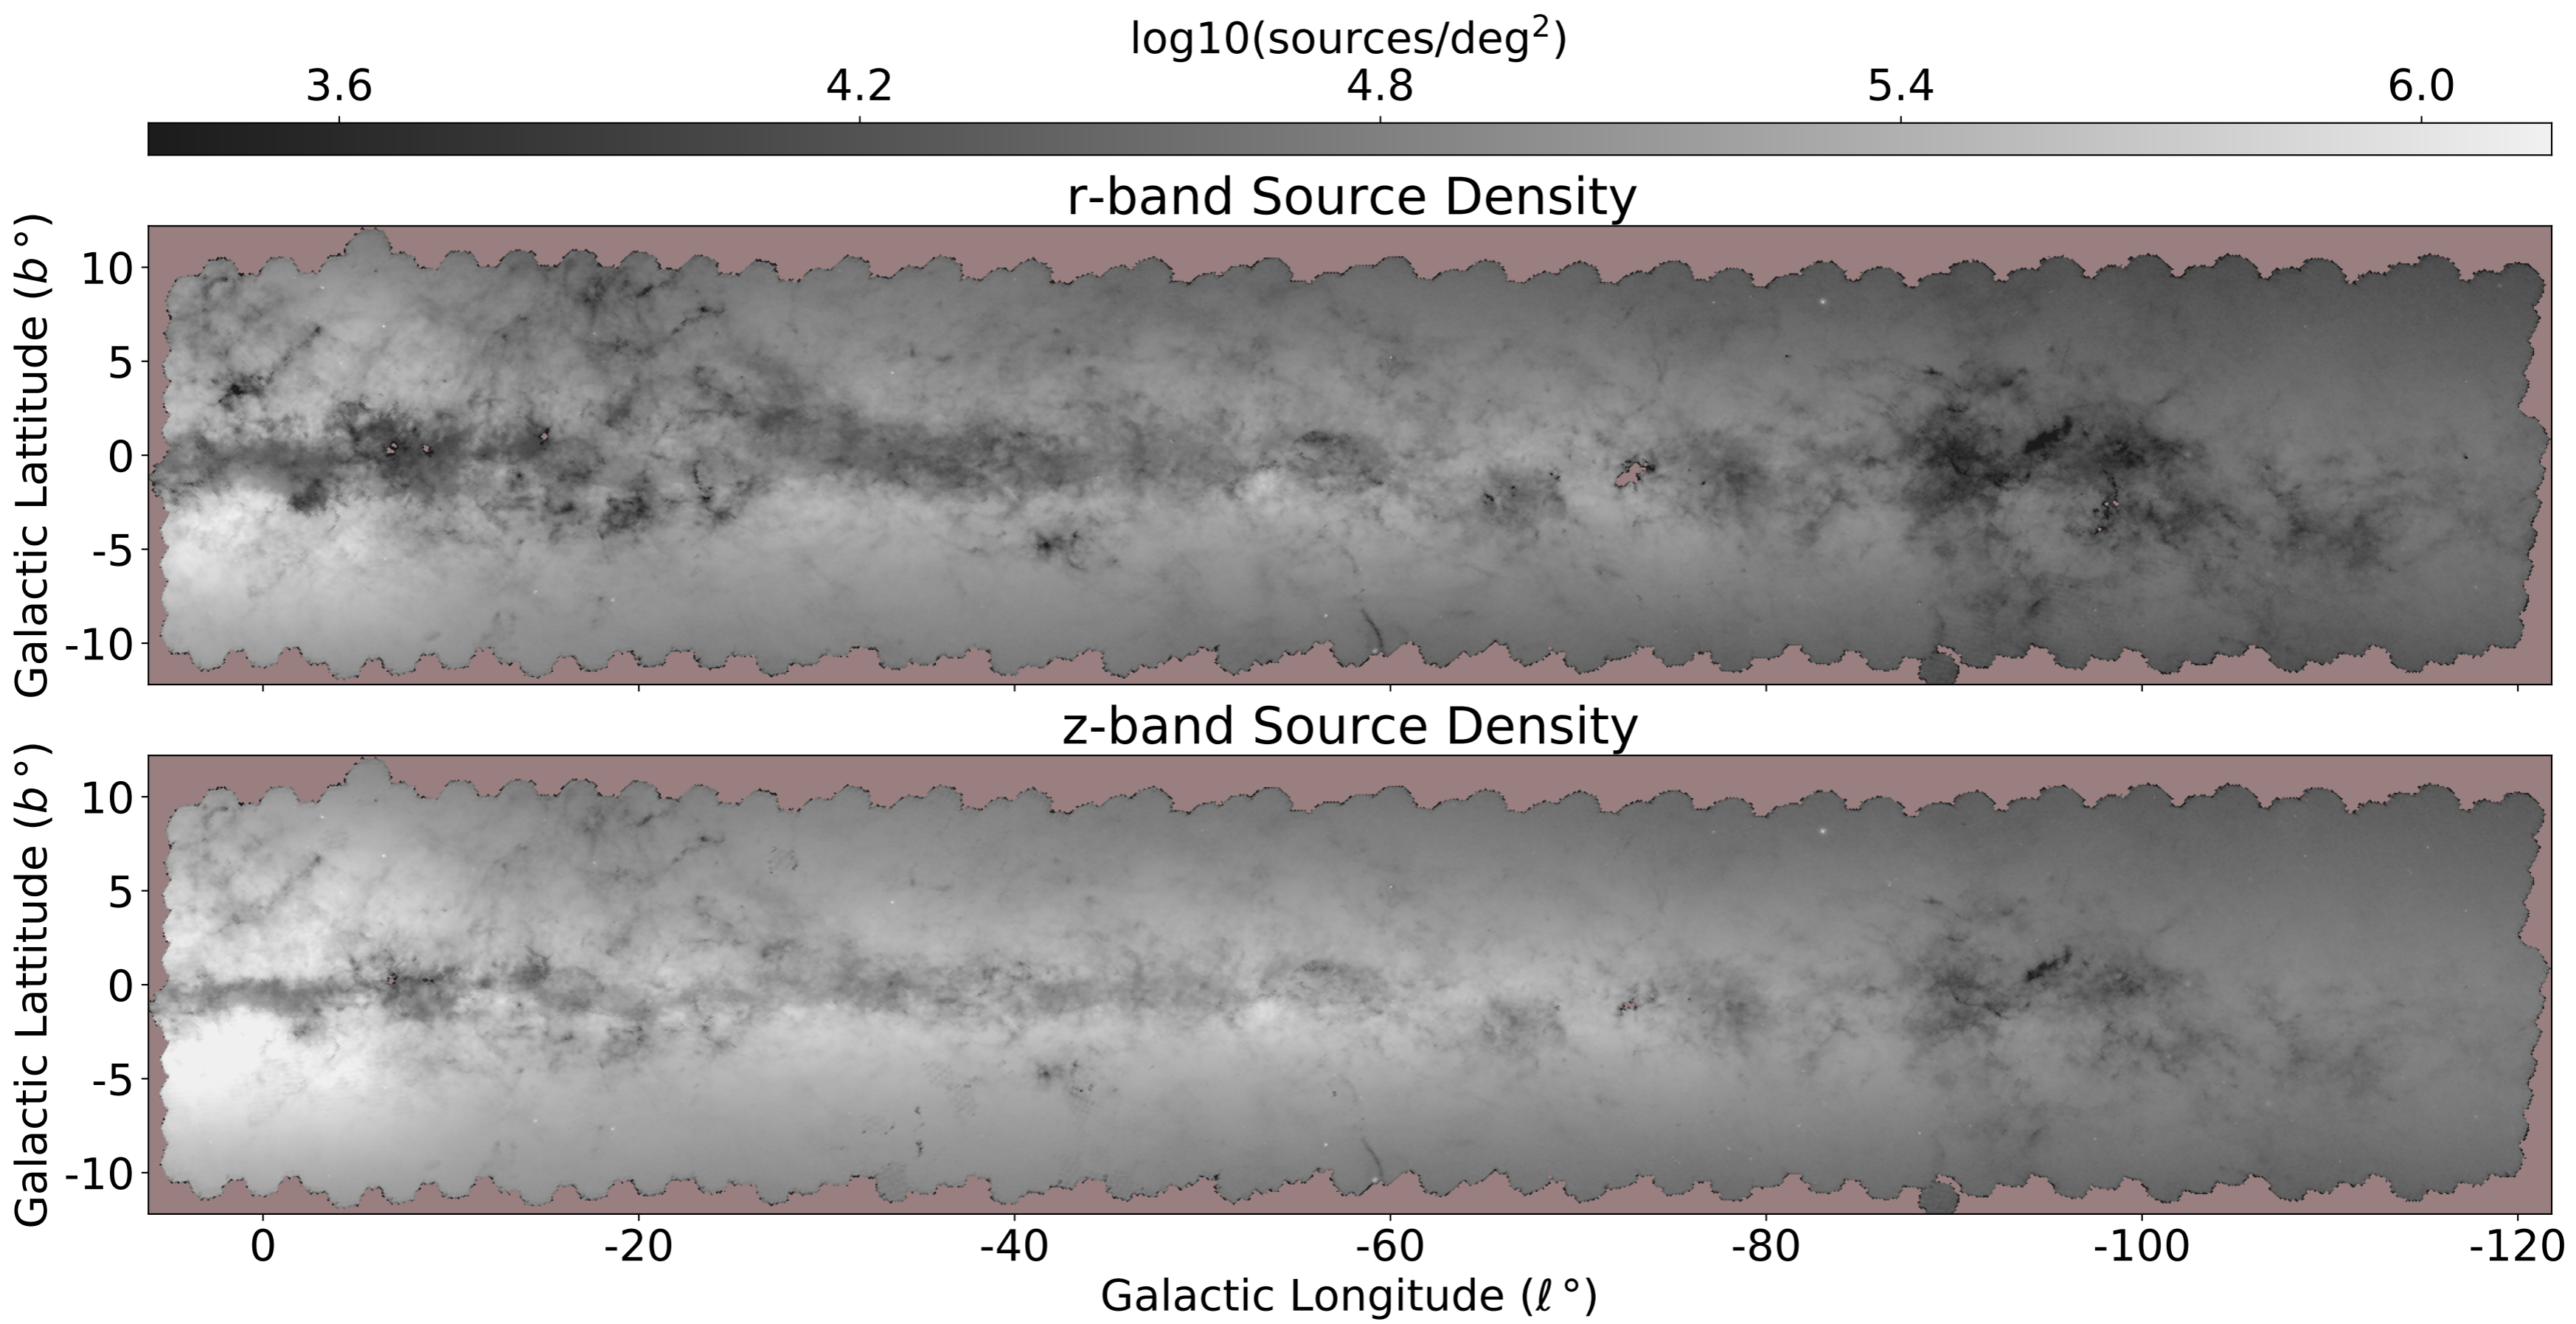 log10(sources/deg²)
3.6 4.2 4.8 5.4 6.0
r-band Source Density
Galactic Lattitude (b°)
10
5
0
-5
-10
z-band Source Density
Galactic Lattitude (b°)
10
5
0
-5
-10
0 -20 -40 -60 -80 -100 -120
Galactic Longitude (ℓ°)